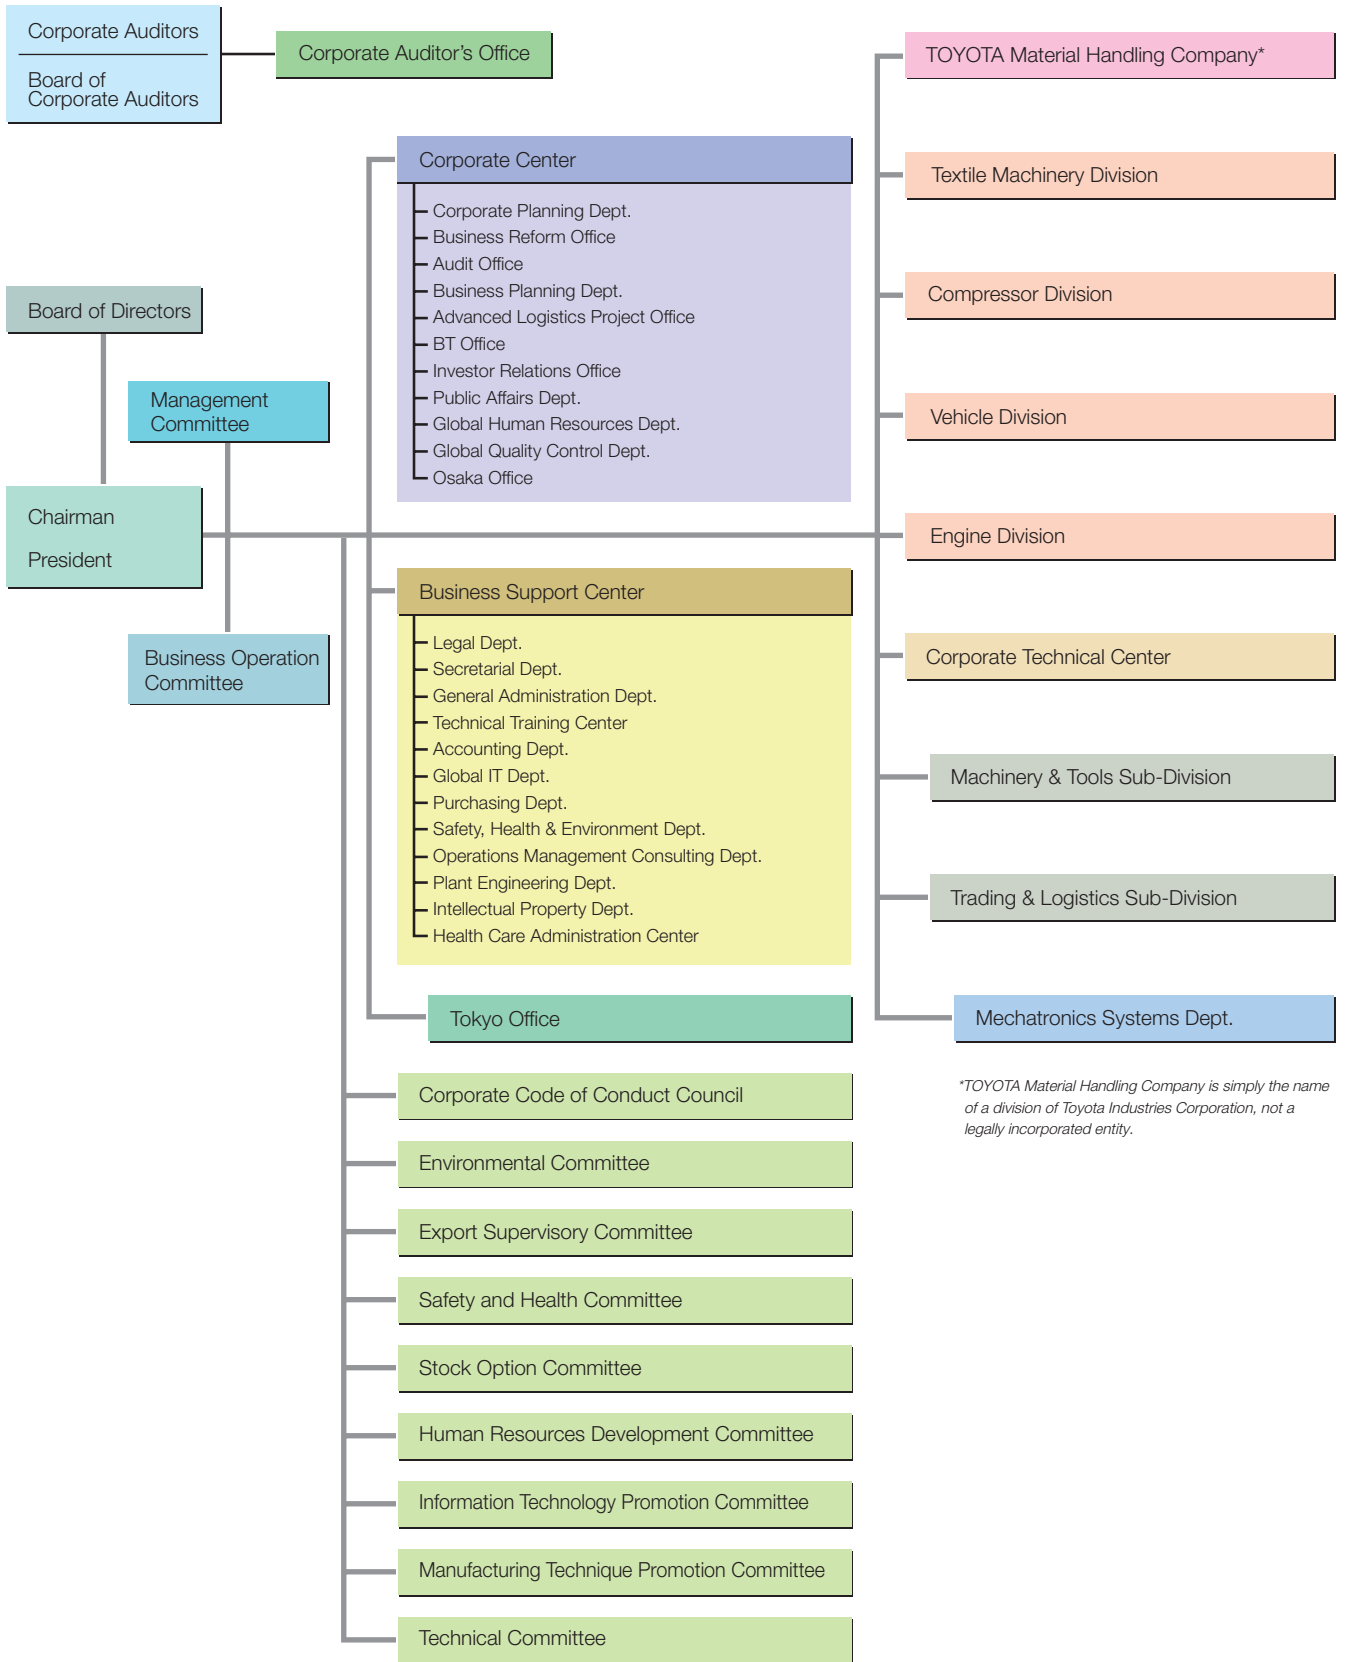 Corporate Auditors
Board of
Corporate Auditors
Corporate Auditor's Office
Board of Directors
Management
Committee
Chairman
President
Business Operation
Committee
Corporate Center
Corporate Planning Dept.
Business Reform Office
Audit Office
Business Planning Dept.
Advanced Logistics Project Office
BT Office
Investor Relations Office
Public Affairs Dept.
Global Human Resources Dept.
Global Quality Control Dept.
Osaka Office
Business Support Center
Legal Dept.
Secretarial Dept.
General Administration Dept.
Technical Training Center
Accounting Dept.
Global IT Dept.
Purchasing Dept.
Safety, Health & Environment Dept.
Operations Management Consulting Dept.
Plant Engineering Dept.
Intellectual Property Dept.
Health Care Administration Center
Tokyo Office
Corporate Code of Conduct Council
Environmental Committee
Export Supervisory Committee
Safety and Health Committee
Stock Option Committee
Human Resources Development Committee
Information Technology Promotion Committee
Manufacturing Technique Promotion Committee
Technical Committee
TOYOTA Material Handling Company*
Textile Machinery Division
Compressor Division
Vehicle Division
Engine Division
Corporate Technical Center
Machinery & Tools Sub-Division
Trading & Logistics Sub-Division
Mechatronics Systems Dept.
*TOYOTA Material Handling Company is simply the name
of a division of Toyota Industries Corporation, not a
legally incorporated entity.